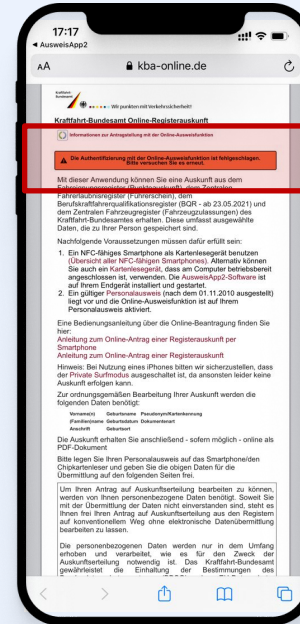 17:17
◀ AusweisApp2
AA kba-online.de
Kraftfahrt-
Bundesamt
Wir punkten mit Verkehrssicherheit!
Kraftfahrt-Bundesamt Online-Registerauskunft
Informationen zur Antragstellung mit der Online-Ausweisfunktion
Die Authentifizierung mit der Online-Ausweisfunktion ist fehlgeschlagen.
Bitte versuchen Sie es erneut.
Mit dieser Anwendung können Sie eine Auskunft aus dem
Fahreignungsregister (Punkteauskunft), dem Zentralen
Fahrerlaubnisregister (Führerschein), dem
Berufskraftfahrerqualifikationsregister (BQR - ab 23.05.2021) und
dem Zentralen Fahrzeugregister (Fahrzeugzulassungen) des
Kraftfahrt-Bundesamtes erhalten. Diese umfasst ausgewählte
Daten, die zu Ihrer Person gespeichert sind.
Nachfolgende Voraussetzungen müssen dafür erfüllt sein:
1. Ein NFC-fähiges Smartphone als Kartenlesegerät benutzen
(Übersicht aller NFC-fähigen Smartphones). Alternativ können
Sie auch ein Kartenlesegerät, dass am Computer betriebsbereit
angeschlossen ist, verwenden. Die AusweisApp2-Software ist
auf Ihrem Endgerät installiert und gestartet.
2. Ein gültiger Personalausweis (nach dem 01.11.2010 ausgestellt)
liegt vor und die Online-Ausweisfunktion ist auf Ihrem
Personalausweis aktiviert.
Eine Bedienungsanleitung über die Online-Beantragung finden Sie
hier:
Anleitung zum Online-Antrag einer Registerauskunft per
Smartphone
Anleitung zum Online-Antrag einer Registerauskunft
Hinweis: Bei Nutzung eines iPhones bitten wir sicherzustellen, dass
der Private Surfmodus ausgeschaltet ist, da ansonsten leider keine
Auskunft erfolgen kann.
Zur ordnungsgemäßen Bearbeitung Ihrer Auskunft werden die
folgenden Daten benötigt:
Vorname(n) Geburtsname Pseudonym/Kartenkennung
(Familien)name Geburtsdatum Dokumentenart
Anschrift Geburtsort
Die Auskunft erhalten Sie anschließend - sofern möglich - online als
PDF-Dokument
Bitte legen Sie Ihren Personalausweis auf das Smartphone/den
Chipkartenleser und geben Sie die obigen Daten für die
Übermittlung auf den folgenden Seiten frei.
Um Ihren Antrag auf Auskunftserteilung bearbeiten zu können,
werden von Ihnen personenbezogene Daten benötigt. Soweit Sie
mit der Übermittlung der Daten nicht einverstanden sind, steht es
Ihnen frei Ihren Antrag auf Auskunftserteilung aus den Registern
auf konventionellem Weg ohne elektronische Datenübermittlung
bearbeiten zu lassen.
Die personenbezogenen Daten werden nur in dem Umfang
erhoben und verarbeitet, wie es für den Zweck der
Auskunftserteilung notwendig ist. Das Kraftfahrt-Bundesamt
gewährleistet die Einhaltung der Bestimmungen des